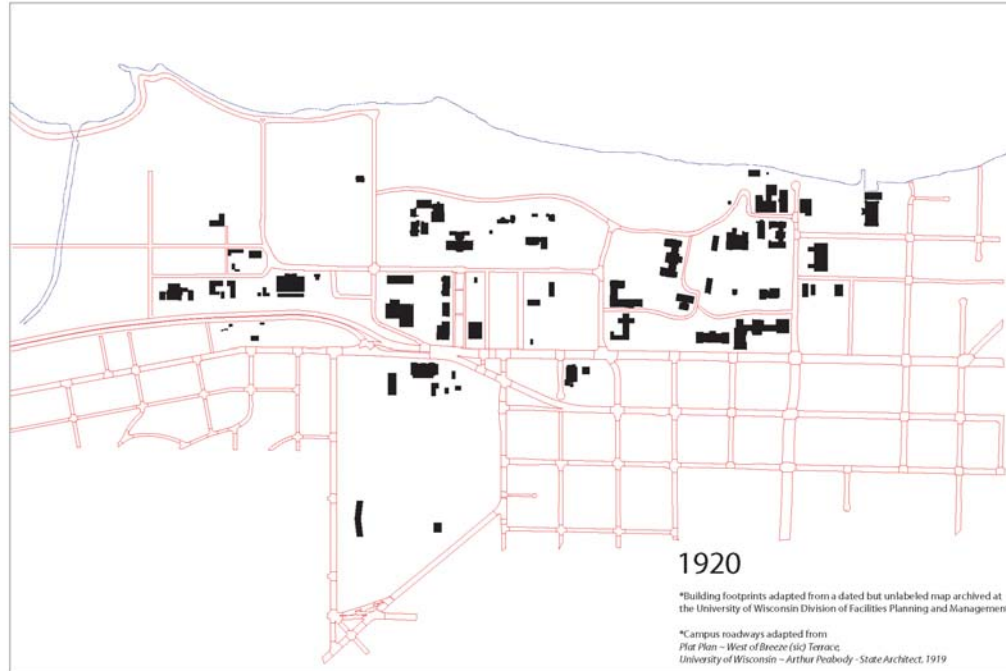 1920
*Building footprints adapted from a dated but unlabeled map archived at
the University of Wisconsin Division of Facilities Planning and Management
*Campus roadways adapted from
Plat Plan ~ West of Breeze (sic) Terrace,
University of Wisconsin ~ Arthur Peabody - State Architect, 1919